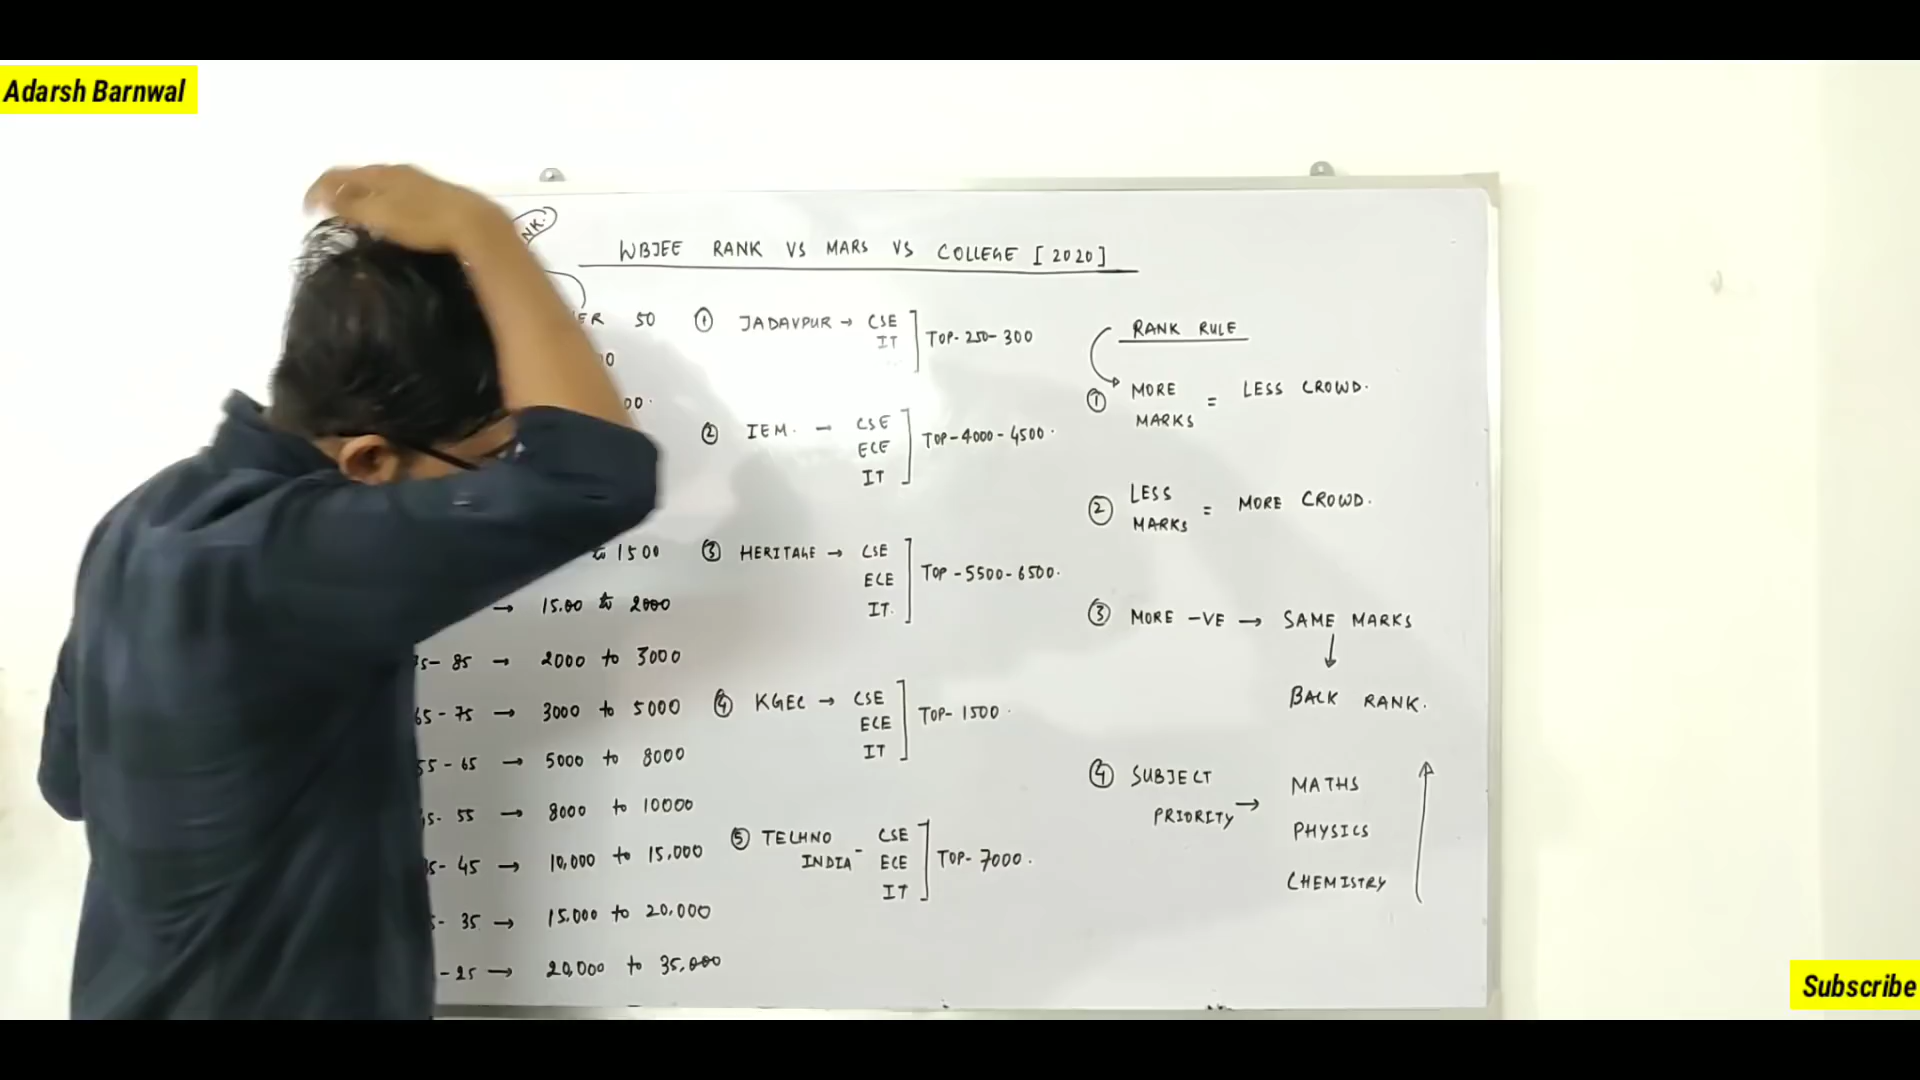 Adarsh Barnwal
WBJEE RANK VS MARS VS COLLEGE [2020]
50
to 1500
→ 15.00 to 2000
85 → 2000 to 3000
65-75 → 3000 to 5000
55-65 → 5000 to 8000
55 → 8000 to 10000
45 → 10,000 to 15,000
35 → 15.000 to 20,000
-25 → 20,000 to 35,000
① JADAVPUR → CSE
IT
TOP-250-300
② IEM. — CSE
ECE
IT
TOP-4000-4500.
③ HERITAGE → CSE
ECE
IT.
TOP-5500-6500.
④ KGEC → CSE
ECE
IT
TOP-1500.
⑤ TECHNO
INDIA - CSE
ECE
IT
TOP-7000.
RANK RULE
① MORE
MARKS = LESS CROWD.
② LESS
MARKS = MORE CROWD.
③ MORE -VE → SAME MARKS
↓
BACK RANK.
④ SUBJECT
PRIORITY → MATHS
PHYSICS
CHEMISTRY
Subscribe